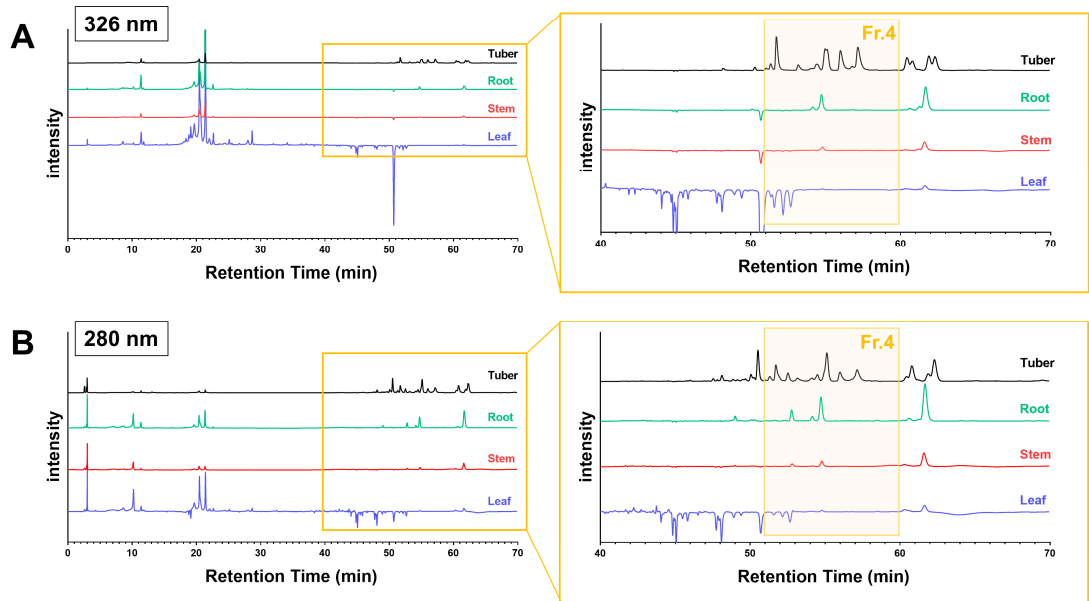 A
326 nm
intensity
Tuber
Root
Stem
Leaf
0 10 20 30 40 50 60 70
Retention Time (min)
Fr.4
intensity
Tuber
Root
Stem
Leaf
40 50 60 70
Retention Time (min)
B
280 nm
intensity
Tuber
Root
Stem
Leaf
0 10 20 30 40 50 60 70
Retention Time (min)
Fr.4
intensity
Tuber
Root
Stem
Leaf
40 50 60 70
Retention Time (min)